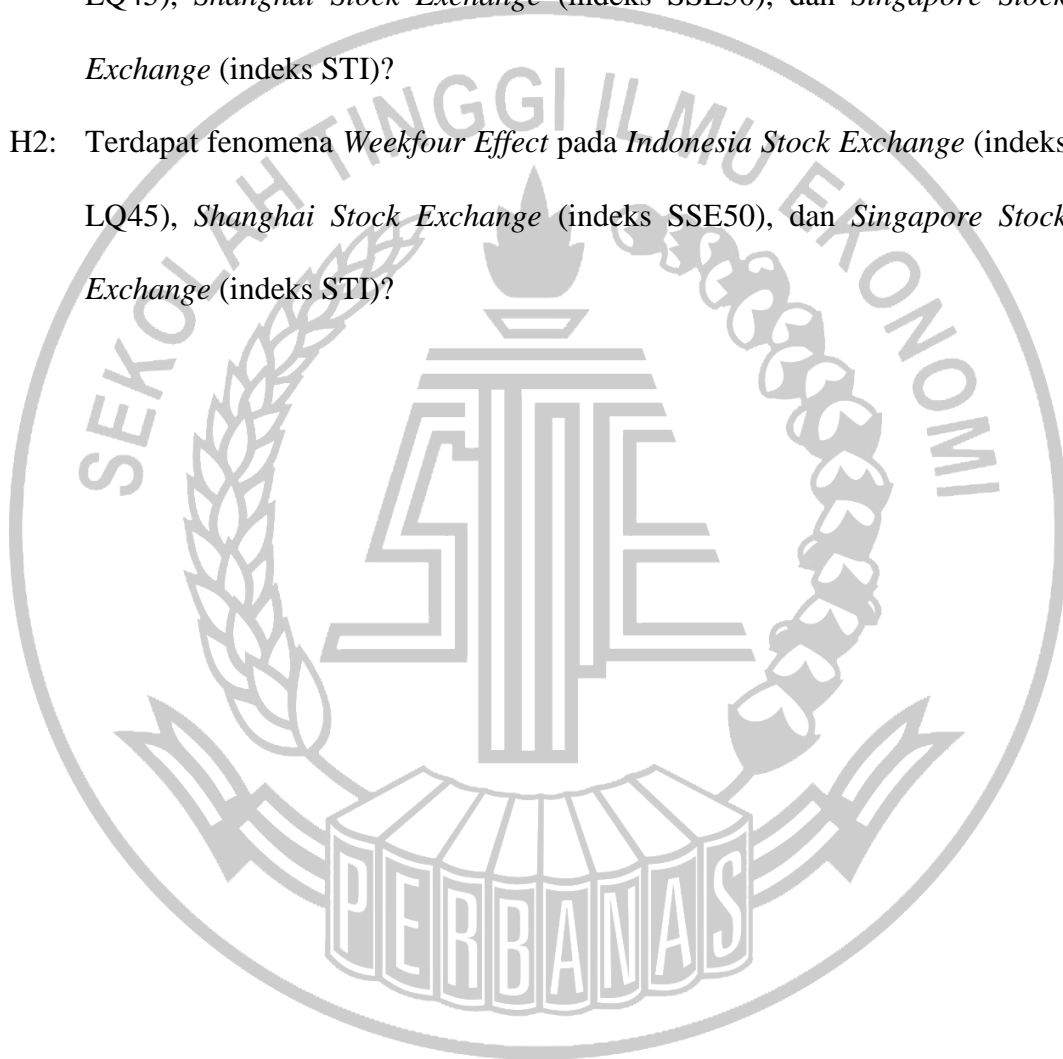 LQ45), Shanghai Stock Exchange (indeks SSE50), dan Singapore Stock
Exchange (indeks STI)?
H2: Terdapat fenomena Weekfour Effect pada Indonesia Stock Exchange (indeks
LQ45), Shanghai Stock Exchange (indeks SSE50), dan Singapore Stock
Exchange (indeks STI)?
SEKOLAH TINGGI ILMU EKONOMI
STIE
PERBANAS